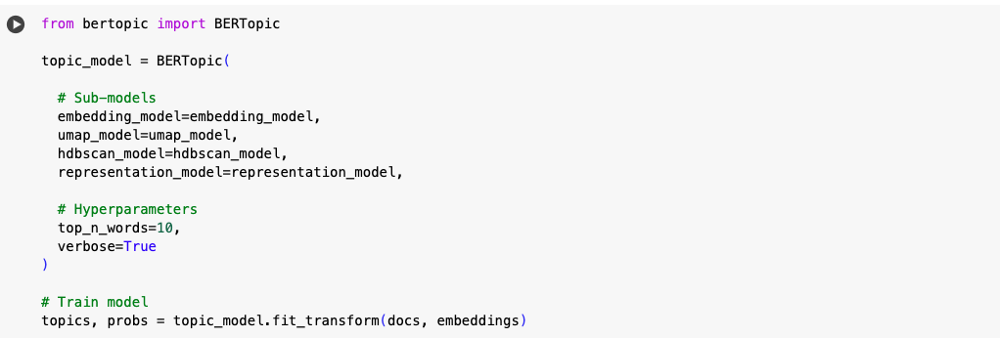 from bertopic import BERTopic
topic_model = BERTopic(
# Sub-models
embedding_model=embedding_model,
umap_model=umap_model,
hdbscan_model=hdbscan_model,
representation_model=representation_model,
# Hyperparameters
top_n_words=10,
verbose=True
)
# Train model
topics, probs = topic_model.fit_transform(docs, embeddings)